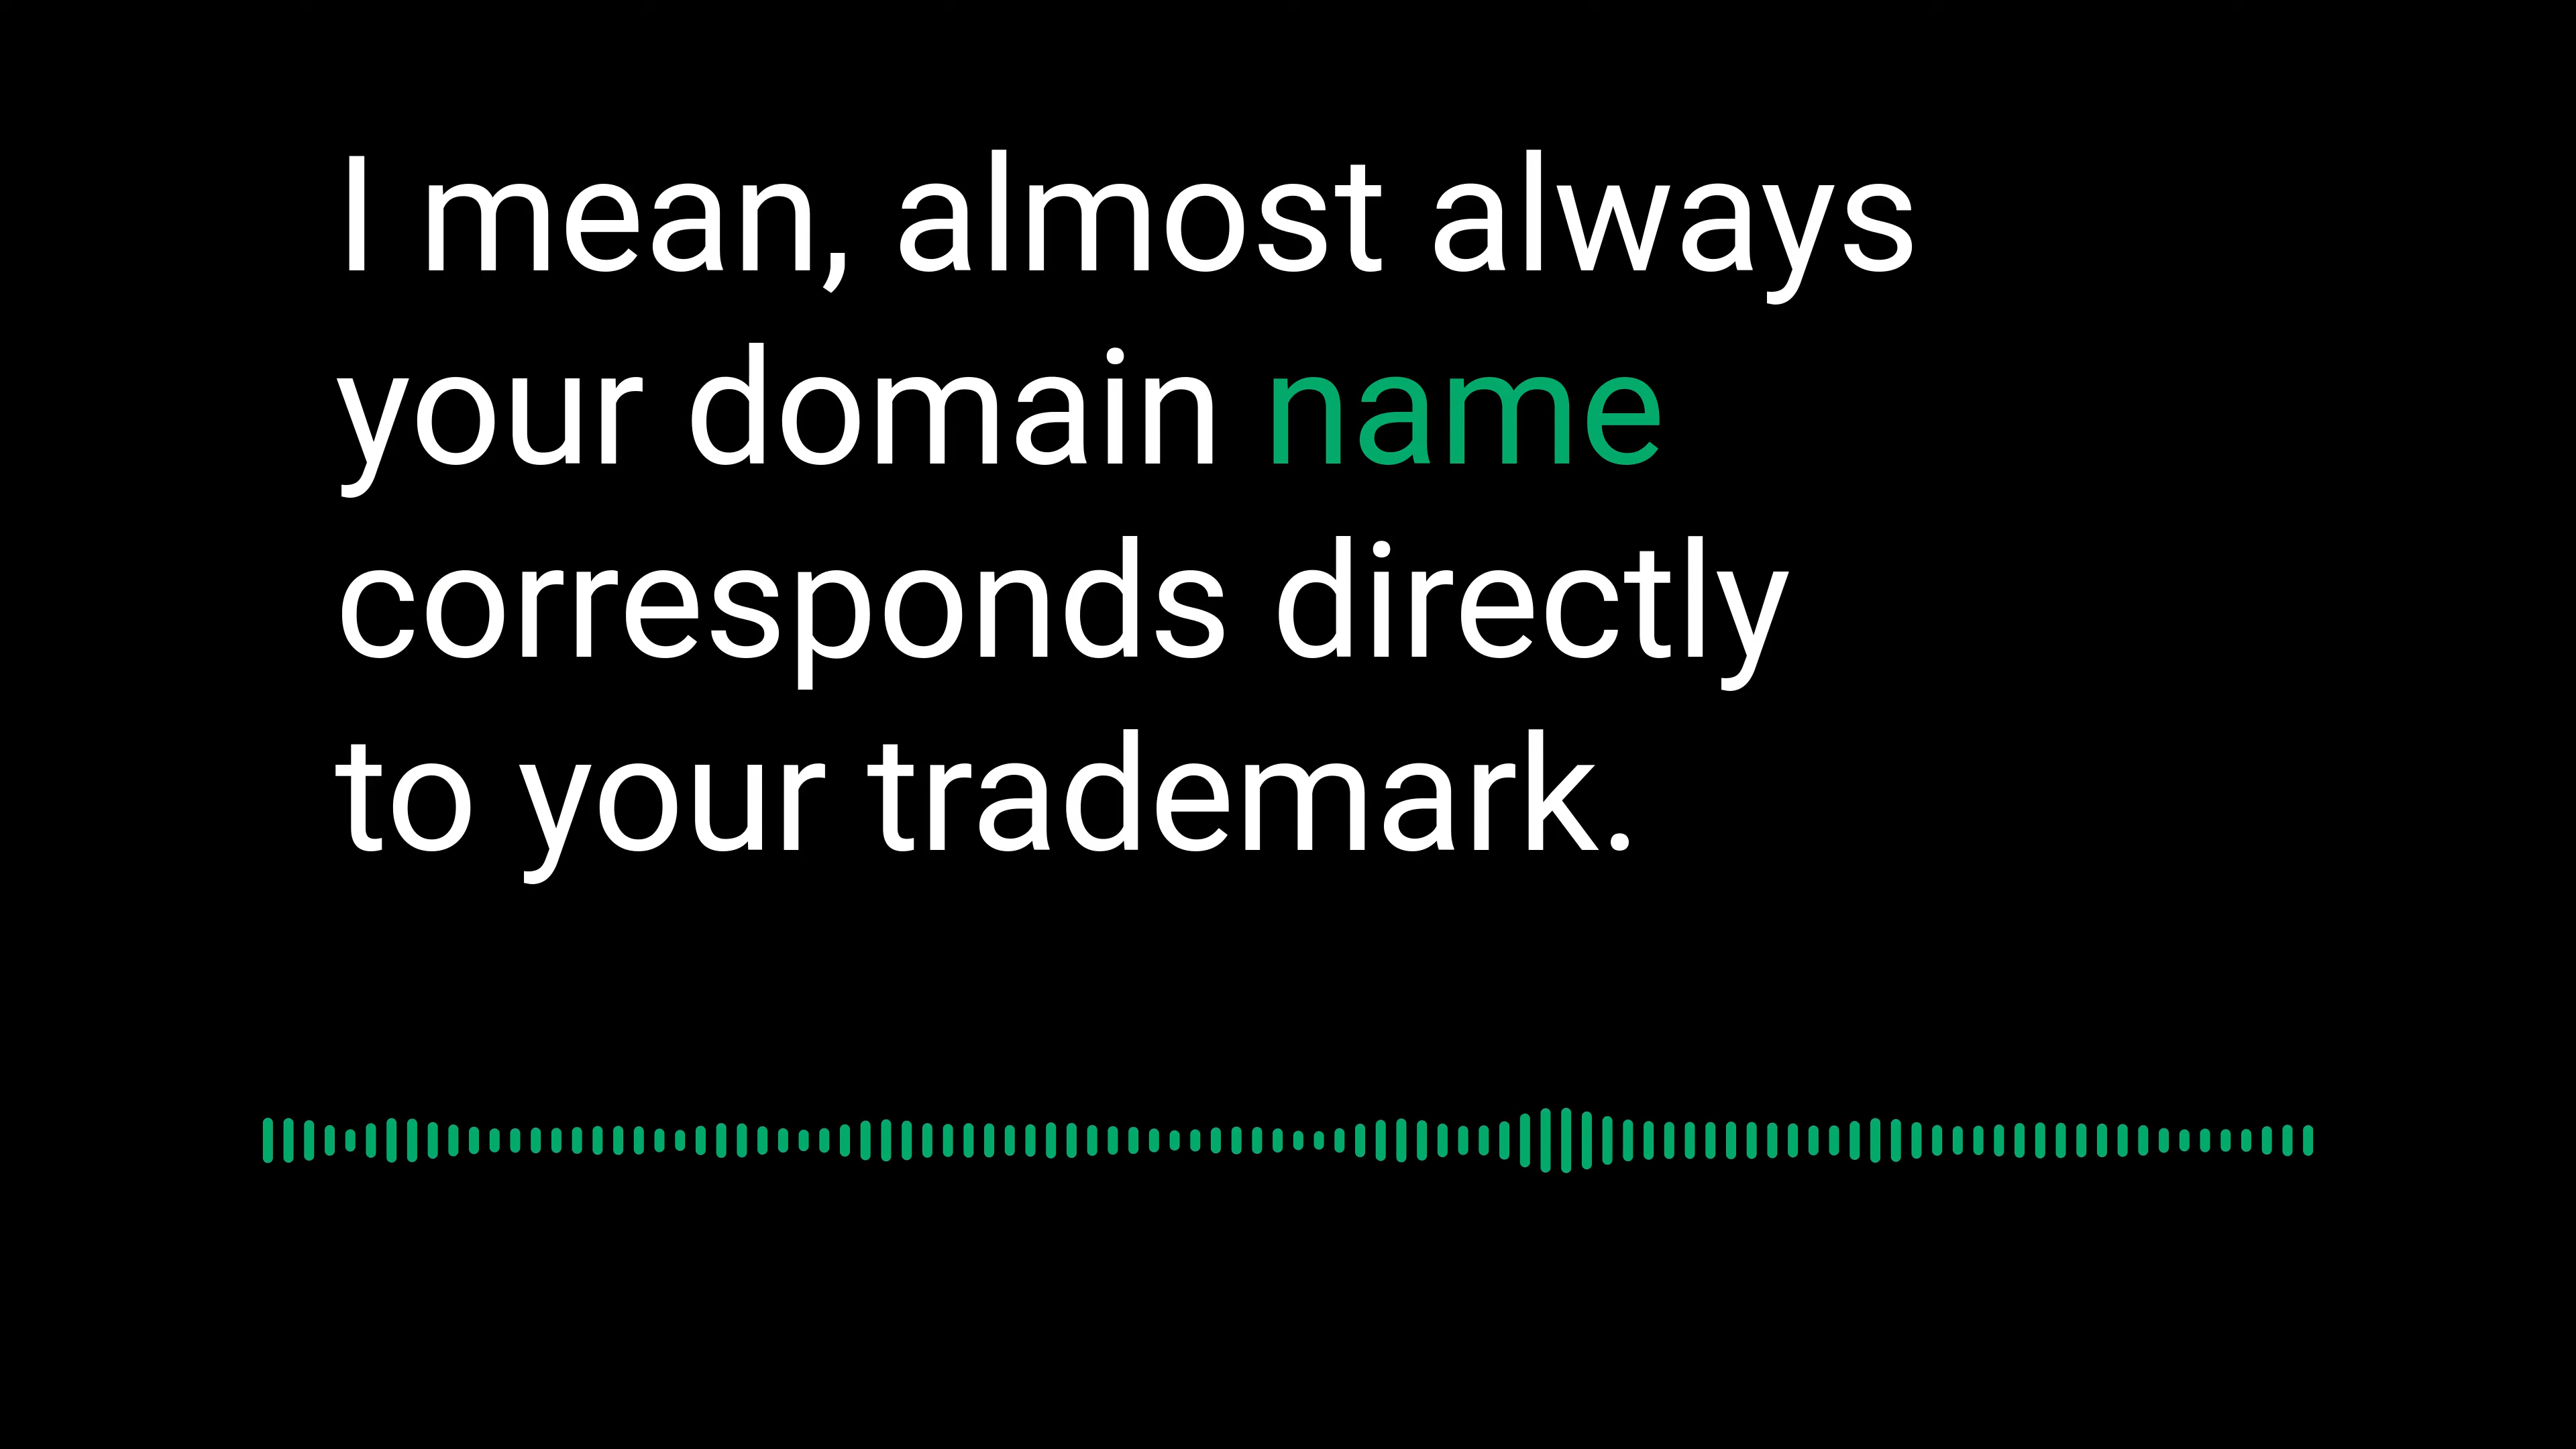 I mean, almost always
your domain name
corresponds directly
to your trademark.